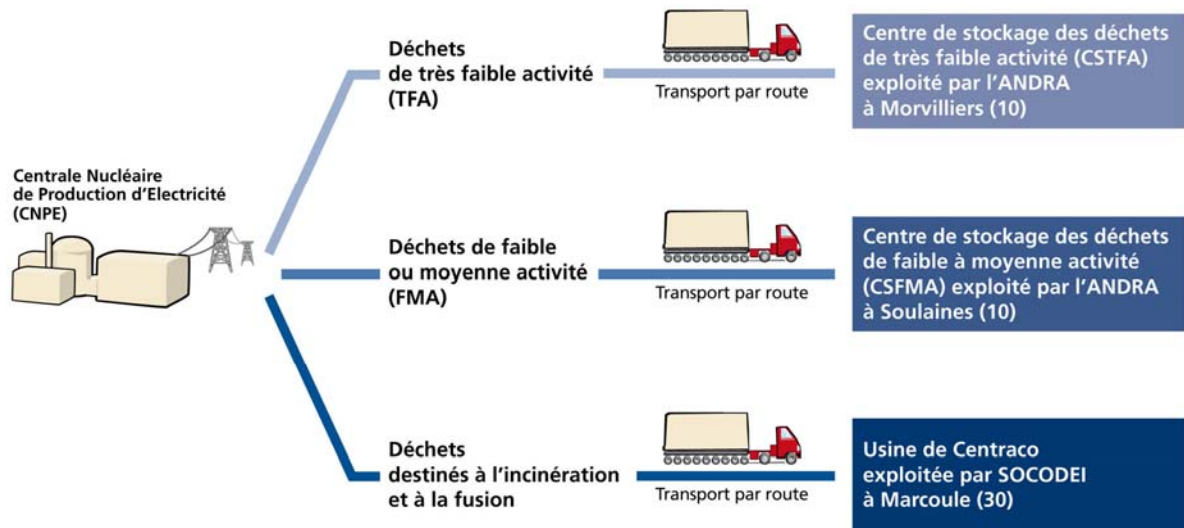 Centrale Nucléaire
de Production d'Electricité
(CNPE)
Déchets
de très faible activité
(TFA)
Transport par route
Centre de stockage des déchets
de très faible activité (CSTFA)
exploité par l'ANDRA
à Morvilliers (10)
Déchets de faible
ou moyenne activité
(FMA)
Transport par route
Centre de stockage des déchets
de faible à moyenne activité
(CSFMA) exploité par l'ANDRA
à Soulaines (10)
Déchets
destinés à l'incinération
et à la fusion
Transport par route
Usine de Centraco
exploitée par SOCODEI
à Marcoule (30)